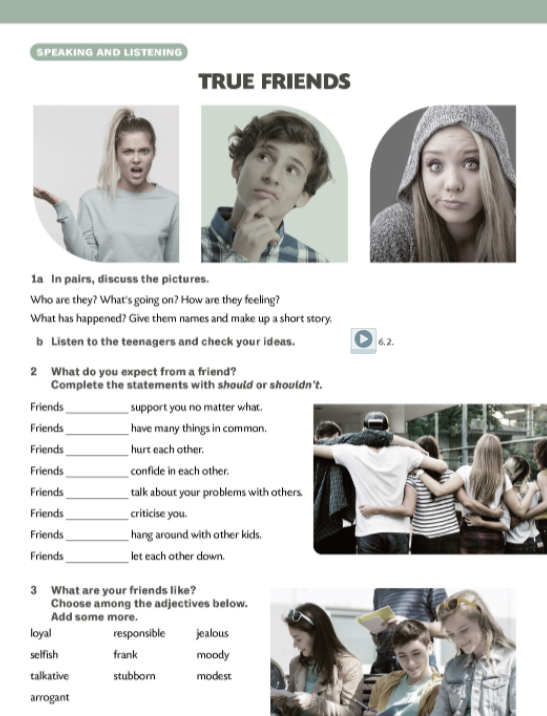 SPEAKING AND LISTENING
TRUE FRIENDS
1a In pairs, discuss the pictures.
Who are they? What's going on? How are they feeling?
What has happened? Give them names and make up a short story.
b Listen to the teenagers and check your ideas.
6.2.
2 What do you expect from a friend?
Complete the statements with should or shouldn't.
Friends __________ support you no matter what.
Friends __________ have many things in common.
Friends __________ hurt each other.
Friends __________ confide in each other.
Friends __________ talk about your problems with others.
Friends __________ criticise you.
Friends __________ hang around with other kids.
Friends __________ let each other down.
3 What are your friends like?
Choose among the adjectives below.
Add some more.
loyal responsible jealous
selfish frank moody
talkative stubborn modest
arrogant